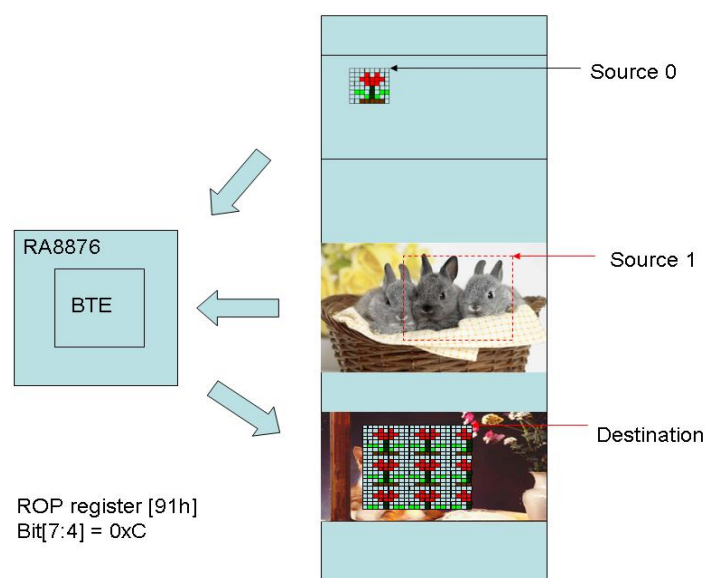 Source 0
RA8876
BTE
Source 1
Destination
ROP register [91h]
Bit[7:4] = 0xC